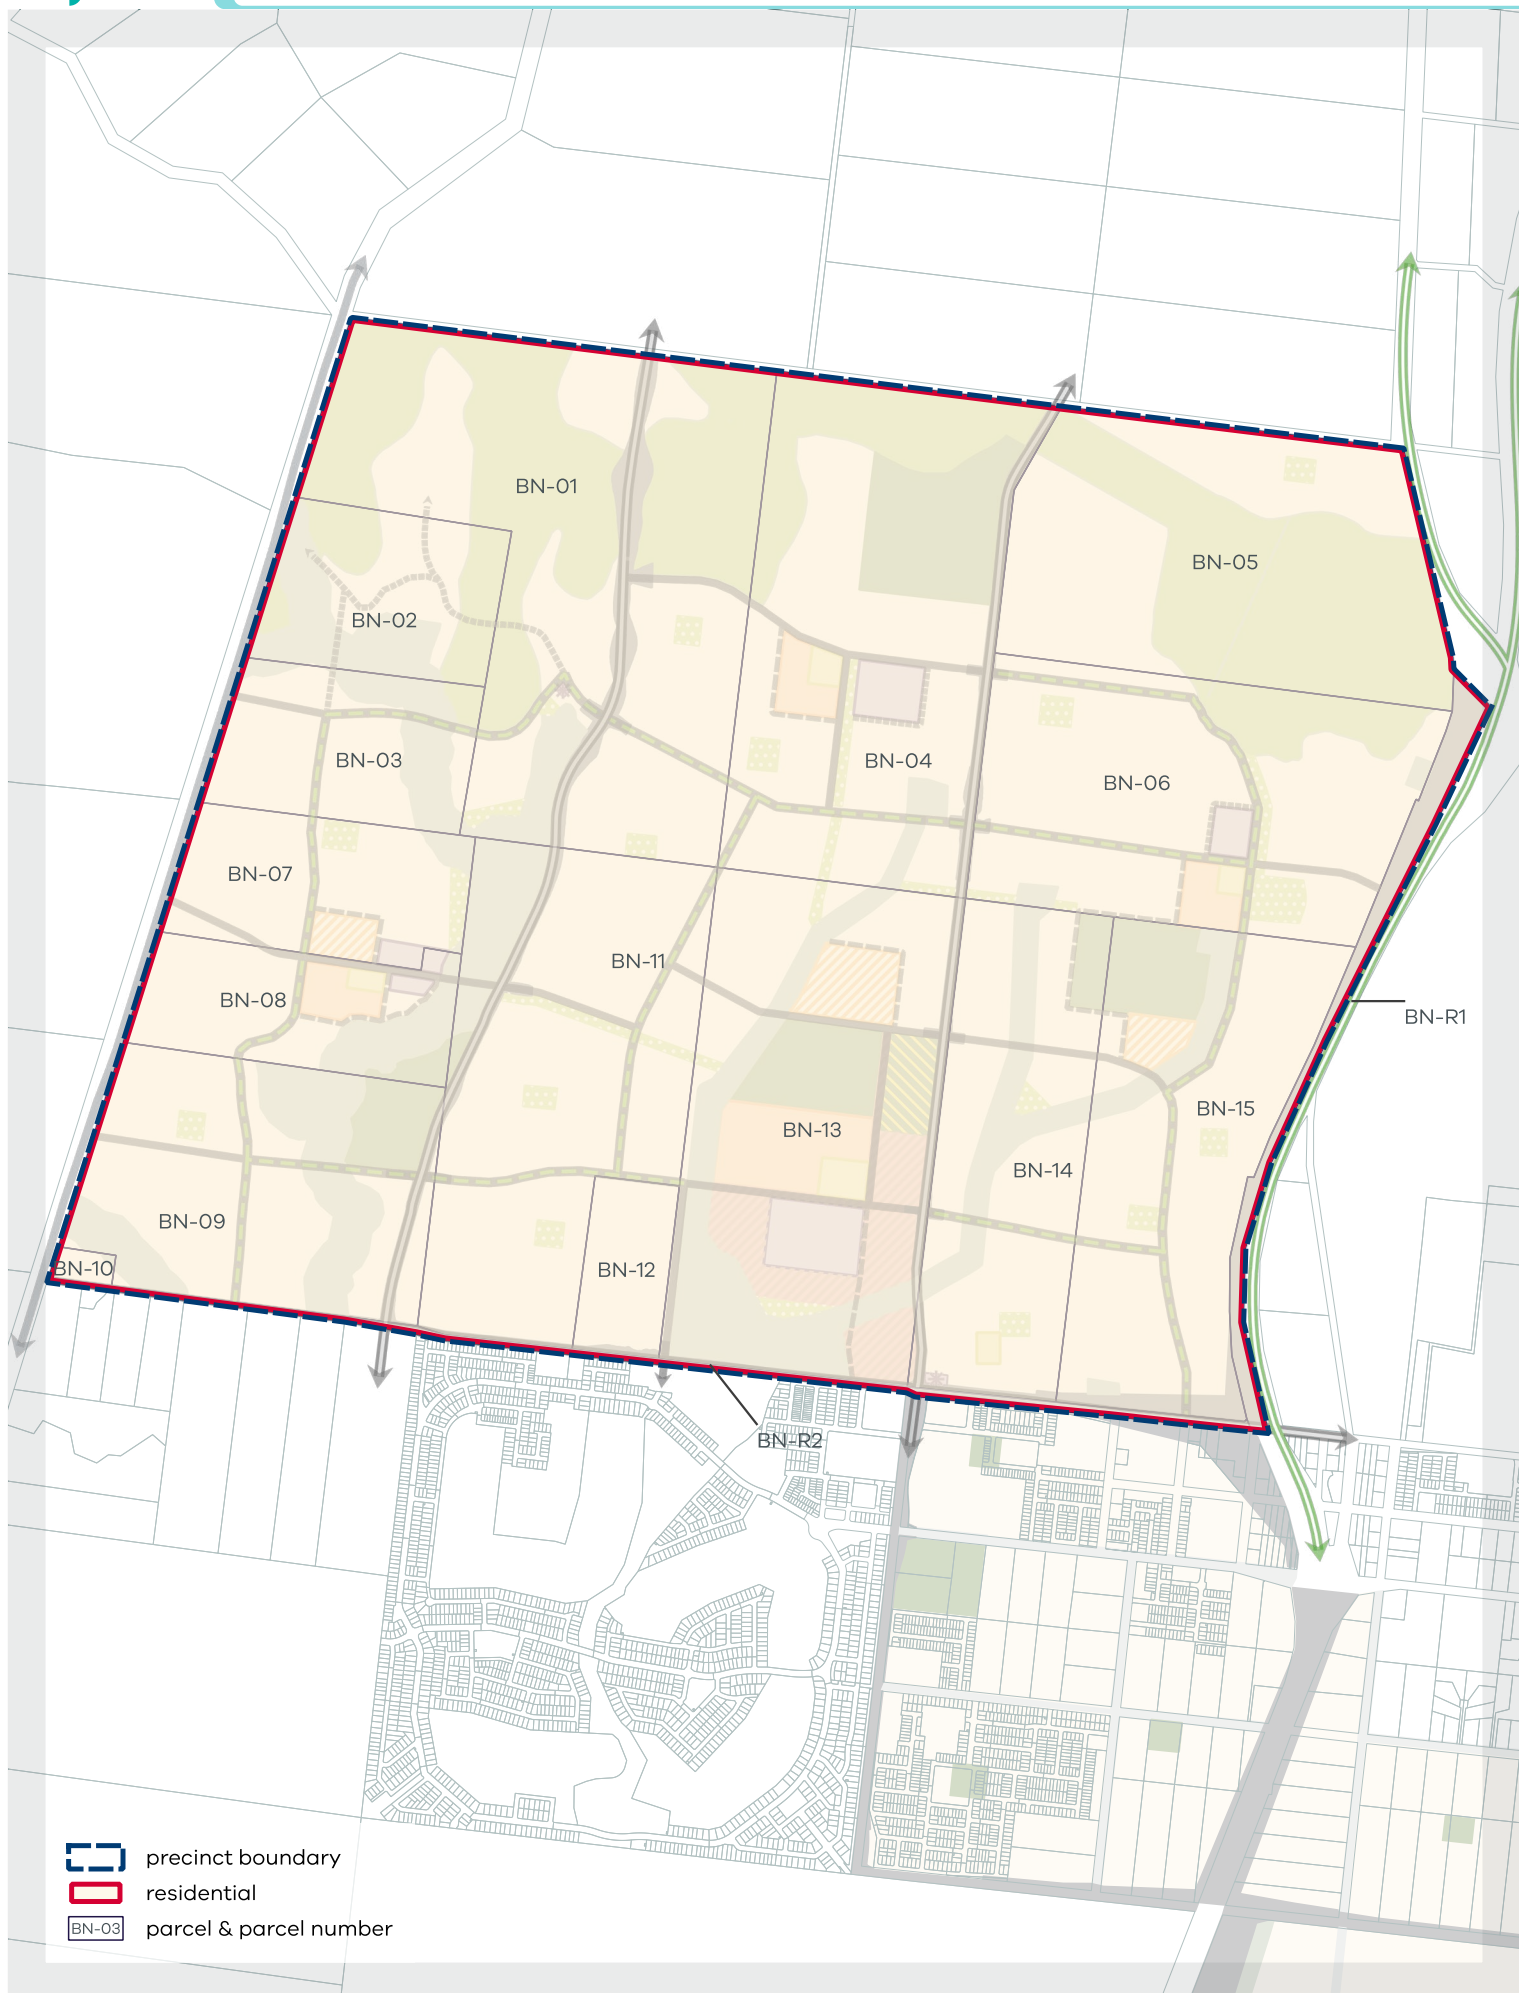 BN-01
BN-05
BN-02
BN-03
BN-04
BN-06
BN-07
BN-11
BN-08
BN-R1
BN-15
BN-13
BN-14
BN-09
BN-10
BN-12
BN-R2
precinct boundary
residential
BN-03 parcel & parcel number